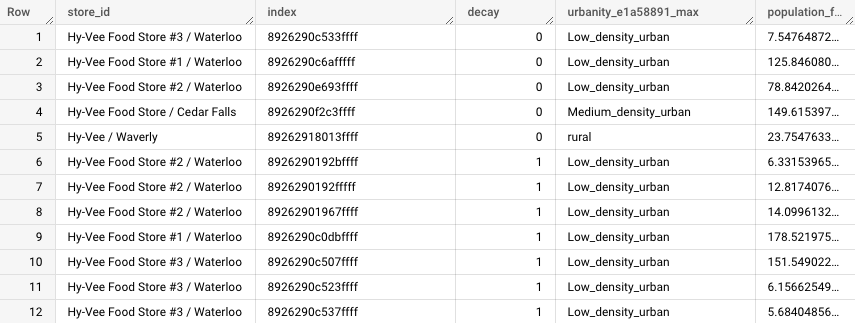 Row store_id index decay urbanity_e1a58891_max population_f...
1 Hy-Vee Food Store #3 / Waterloo 8926290c533ffff 0 Low_density_urban 7.54764872...
2 Hy-Vee Food Store #1 / Waterloo 8926290c6afffff 0 Low_density_urban 125.846080...
3 Hy-Vee Food Store #2 / Waterloo 8926290e693ffff 0 Low_density_urban 78.8420264...
4 Hy-Vee Food Store / Cedar Falls 8926290f2c3ffff 0 Medium_density_urban 149.615397...
5 Hy-Vee / Waverly 89262918013ffff 0 rural 23.7547633...
6 Hy-Vee Food Store #2 / Waterloo 8926290192bffff 1 Low_density_urban 6.33153965...
7 Hy-Vee Food Store #2 / Waterloo 8926290192fffff 1 Low_density_urban 12.8174076...
8 Hy-Vee Food Store #2 / Waterloo 89262901967ffff 1 Low_density_urban 14.0996132...
9 Hy-Vee Food Store #1 / Waterloo 8926290c0dbffff 1 Low_density_urban 178.521975...
10 Hy-Vee Food Store #3 / Waterloo 8926290c507ffff 1 Low_density_urban 151.549022...
11 Hy-Vee Food Store #3 / Waterloo 8926290c523ffff 1 Low_density_urban 6.15662549...
12 Hy-Vee Food Store #3 / Waterloo 8926290c537ffff 1 Low_density_urban 5.68404856...